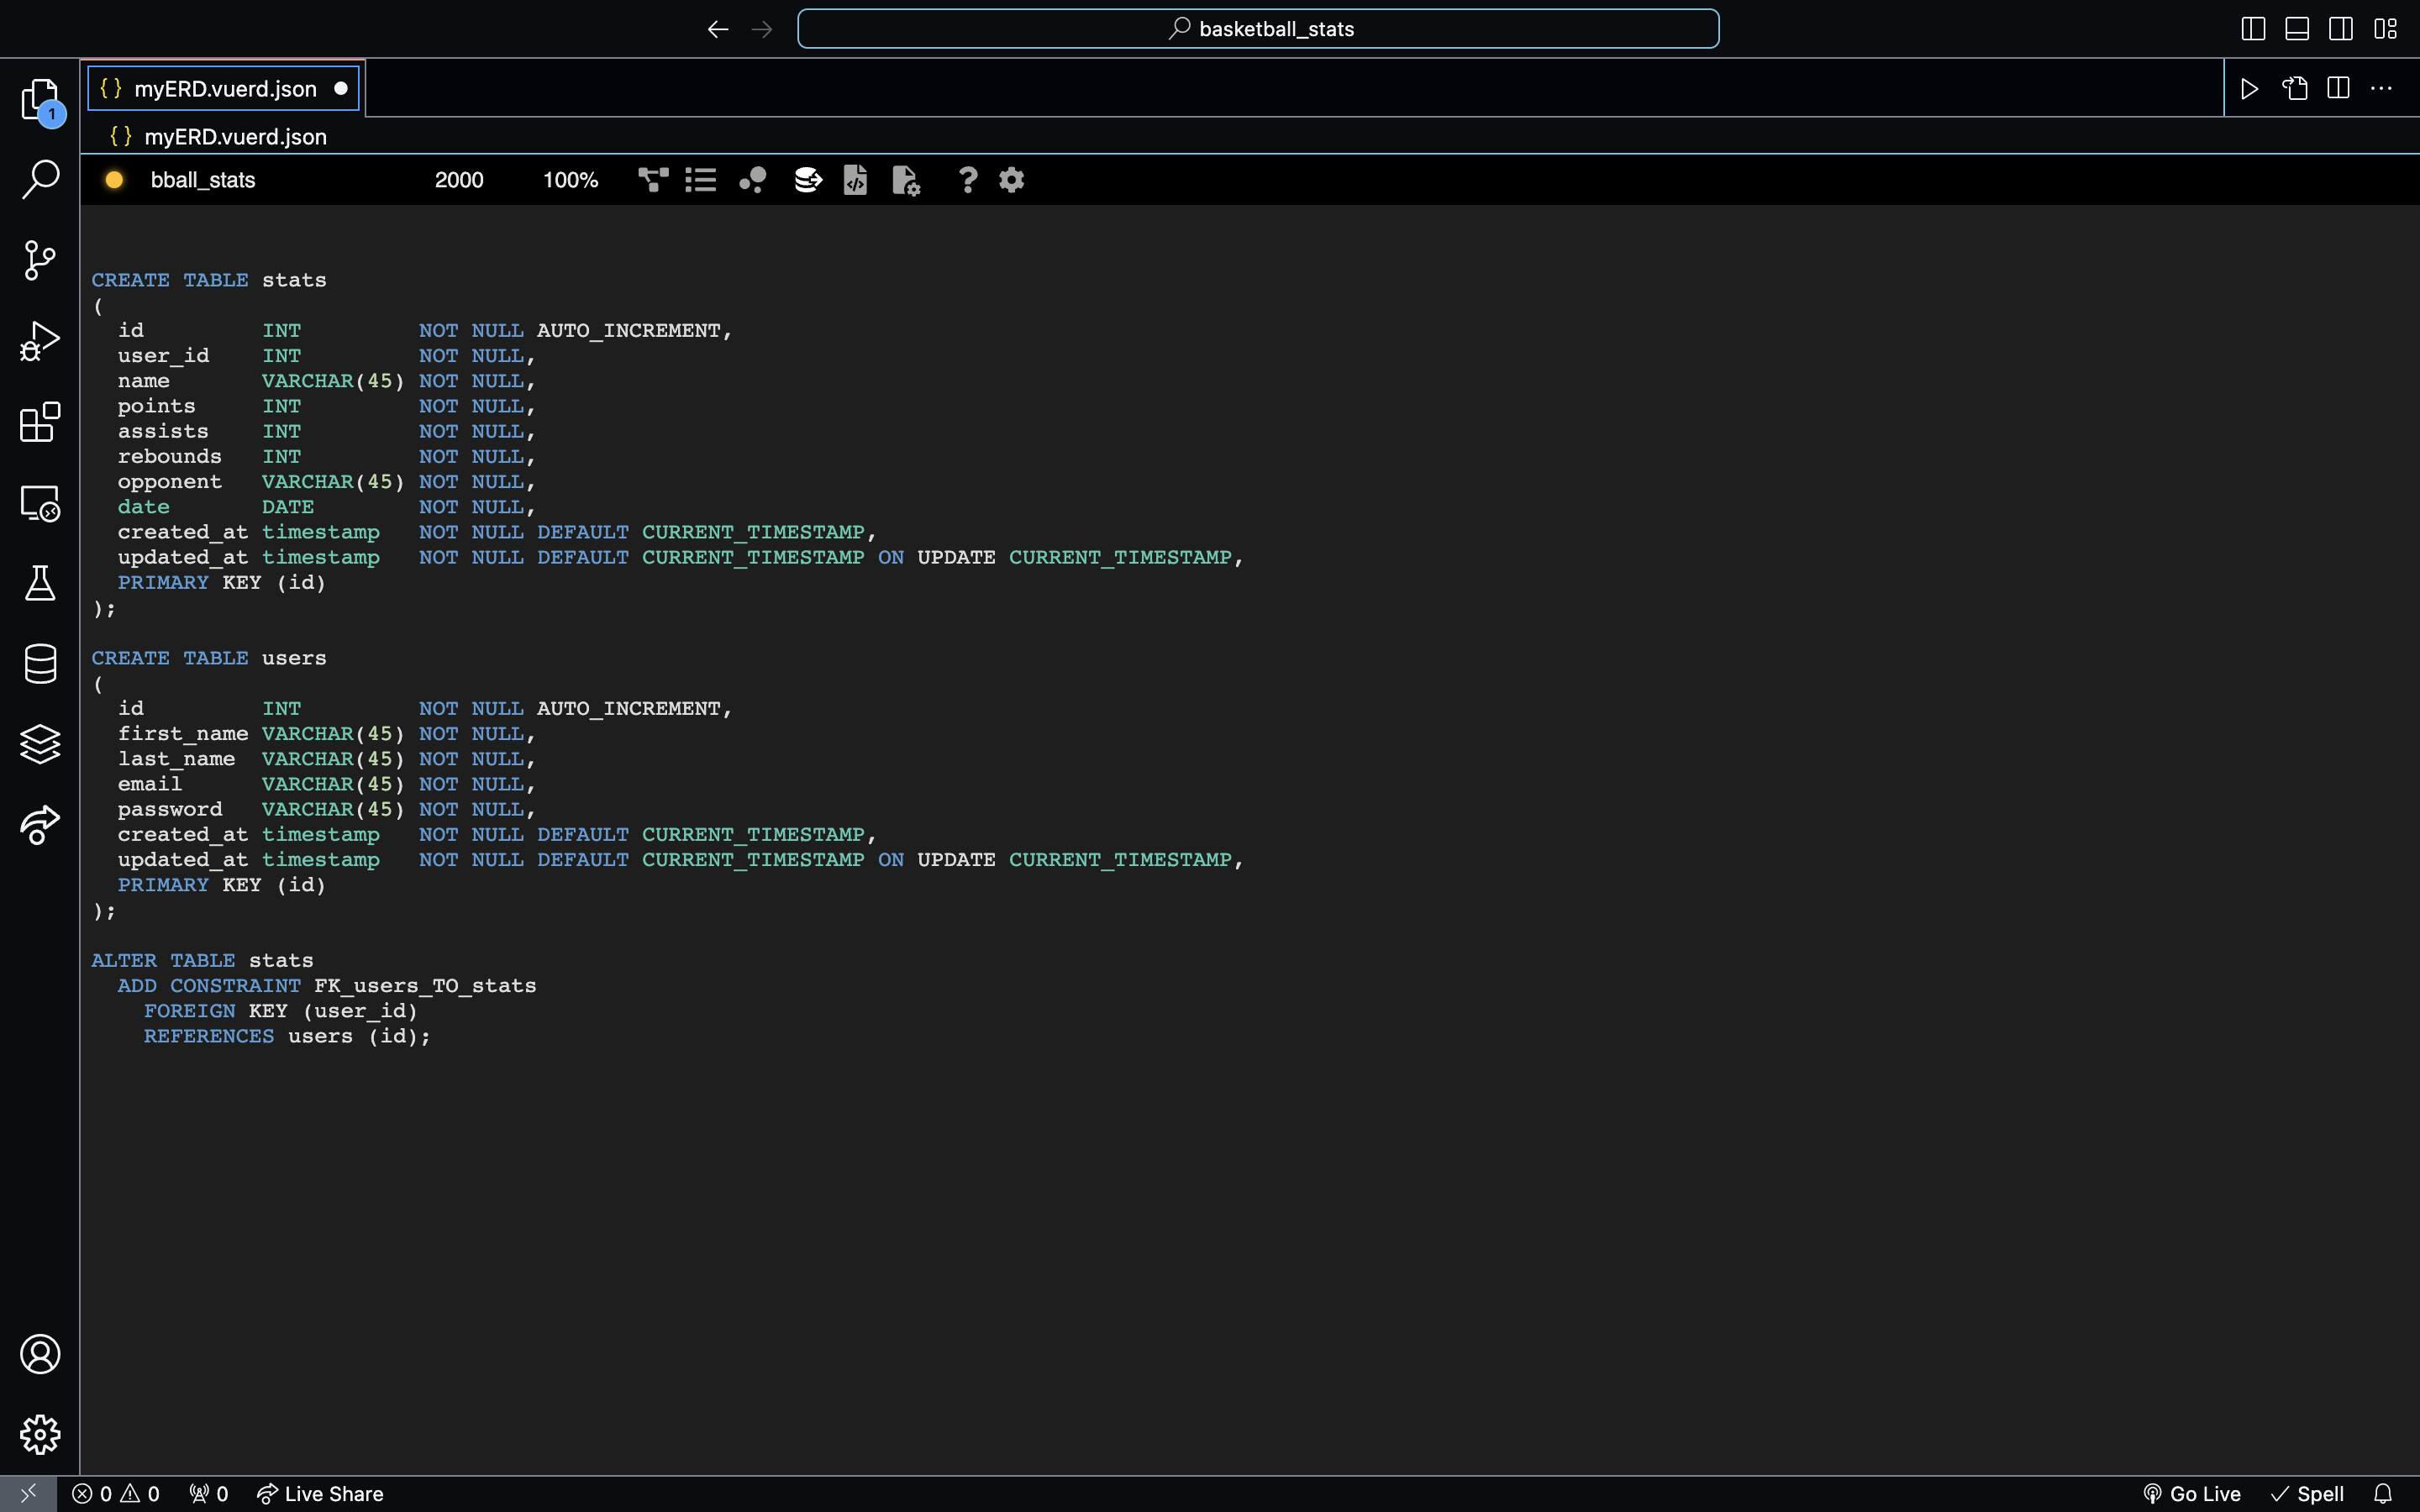 basketball_stats
{ } myERD.vuerd.json
1
{ } myERD.vuerd.json
bball_stats 2000 100% ?
CREATE TABLE stats
(
  id         INT         NOT NULL AUTO_INCREMENT,
  user_id    INT         NOT NULL,
  name       VARCHAR(45) NOT NULL,
  points     INT         NOT NULL,
  assists    INT         NOT NULL,
  rebounds   INT         NOT NULL,
  opponent   VARCHAR(45) NOT NULL,
  date       DATE        NOT NULL,
  created_at timestamp   NOT NULL DEFAULT CURRENT_TIMESTAMP,
  updated_at timestamp   NOT NULL DEFAULT CURRENT_TIMESTAMP ON UPDATE CURRENT_TIMESTAMP,
  PRIMARY KEY (id)
);
CREATE TABLE users
(
  id         INT         NOT NULL AUTO_INCREMENT,
  first_name VARCHAR(45) NOT NULL,
  last_name  VARCHAR(45) NOT NULL,
  email      VARCHAR(45) NOT NULL,
  password   VARCHAR(45) NOT NULL,
  created_at timestamp   NOT NULL DEFAULT CURRENT_TIMESTAMP,
  updated_at timestamp   NOT NULL DEFAULT CURRENT_TIMESTAMP ON UPDATE CURRENT_TIMESTAMP,
  PRIMARY KEY (id)
);
ALTER TABLE stats
  ADD CONSTRAINT FK_users_TO_stats
    FOREIGN KEY (user_id)
    REFERENCES users (id);
0 0 0 Live Share Go Live Spell